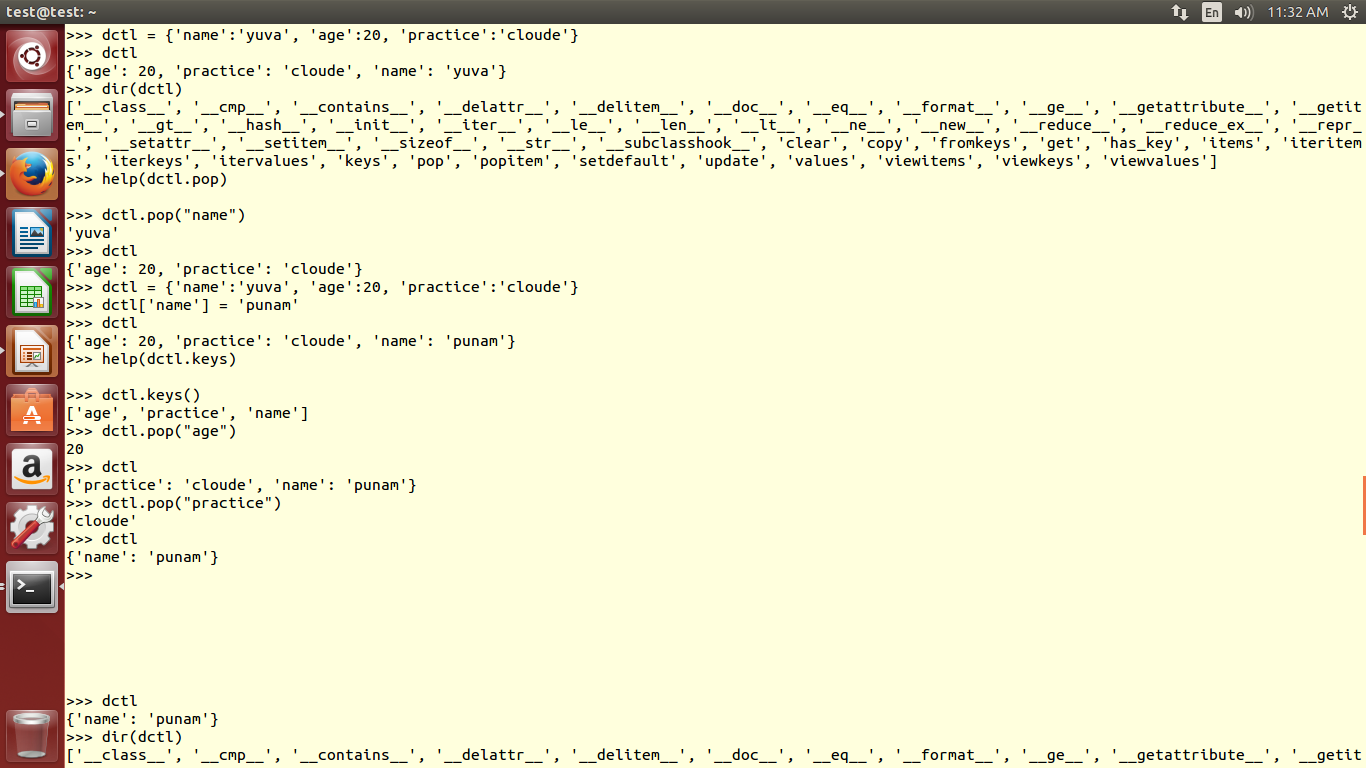 test@test: ~
En
11:32 AM
>>> dctl = {'name':'yuva', 'age':20, 'practice':'cloude'}
>>> dctl
{'age': 20, 'practice': 'cloude', 'name': 'yuva'}
>>> dir(dctl)
['__class__', '__cmp__', '__contains__', '__delattr__', '__delitem__', '__doc__', '__eq__', '__format__', '__ge__', '__getattribute__', '__getit
em__', '__gt__', '__hash__', '__init__', '__iter__', '__le__', '__len__', '__lt__', '__ne__', '__new__', '__reduce__', '__reduce_ex__', '__repr_
_', '__setattr__', '__setitem__', '__sizeof__', '__str__', '__subclasshook__', 'clear', 'copy', 'fromkeys', 'get', 'has_key', 'items', 'iteritem
s', 'iterkeys', 'itervalues', 'keys', 'pop', 'popitem', 'setdefault', 'update', 'values', 'viewitems', 'viewkeys', 'viewvalues']
>>> help(dctl.pop)
>>> dctl.pop("name")
'yuva'
>>> dctl
{'age': 20, 'practice': 'cloude'}
>>> dctl = {'name':'yuva', 'age':20, 'practice':'cloude'}
>>> dctl['name'] = 'punam'
>>> dctl
{'age': 20, 'practice': 'cloude', 'name': 'punam'}
>>> help(dctl.keys)
>>> dctl.keys()
['age', 'practice', 'name']
>>> dctl.pop("age")
20
>>> dctl
{'practice': 'cloude', 'name': 'punam'}
>>> dctl.pop("practice")
'cloude'
>>> dctl
{'name': 'punam'}
>>>
>>> dctl
{'name': 'punam'}
>>> dir(dctl)
['__class__', '__cmp__', '__contains__', '__delattr__', '__delitem__', '__doc__', '__eq__', '__format__', '__ge__', '__getattribute__', '__getit